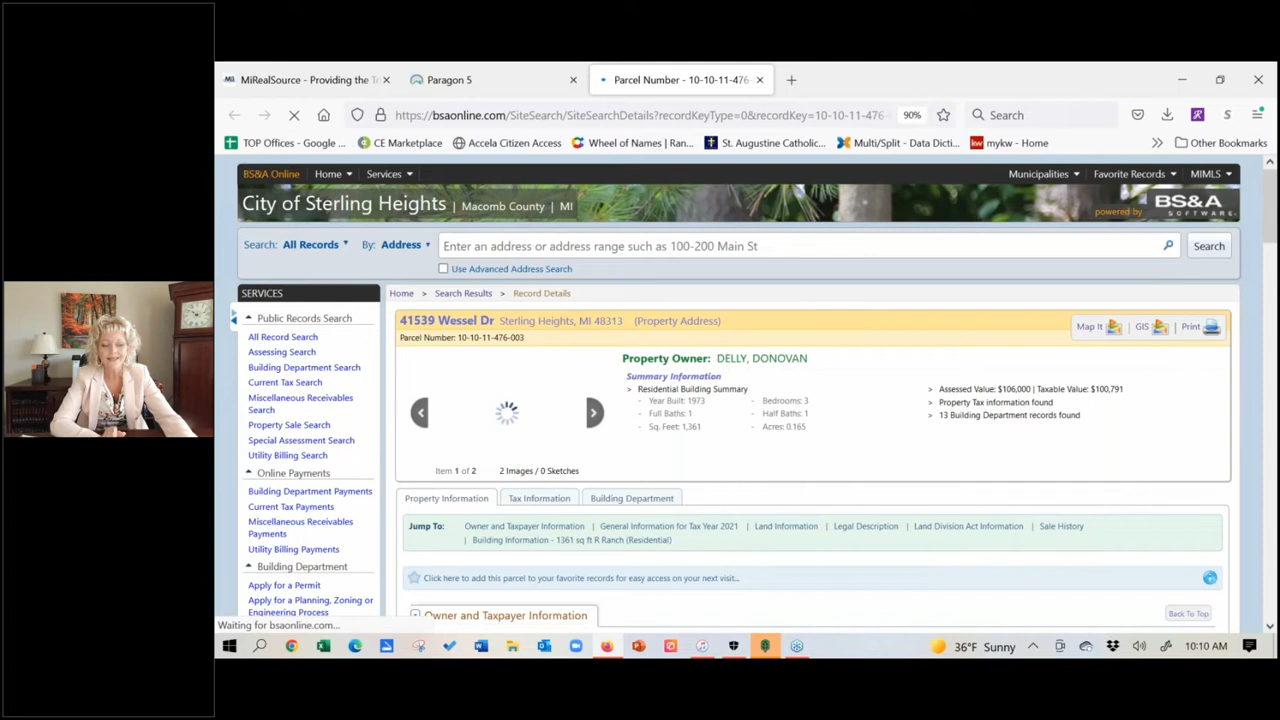 MiRealSource - Providing the To
Paragon 5
Parcel Number - 10-10-11-476-
https://bsaonline.com/SiteSearch/SiteSearchDetails?recordKeyType=0&recordKey=10-10-11-476-
90%
Search
TOP Offices - Google ...
CE Marketplace
Accela Citizen Access
Wheel of Names | Ran...
St. Augustine Catholic...
Multi/Split - Data Dicti...
mykw - Home
Other Bookmarks
BS&A Online
Home
Services
Municipalities
Favorite Records
MIMLS
City of Sterling Heights | Macomb County | MI
powered by BS&A SOFTWARE
Search: All Records By: Address
Enter an address or address range such as 100-200 Main St
Search
Use Advanced Address Search
SERVICES
Public Records Search
All Record Search
Assessing Search
Building Department Search
Current Tax Search
Miscellaneous Receivables
Search
Property Sale Search
Special Assessment Search
Utility Billing Search
Online Payments
Building Department Payments
Current Tax Payments
Miscellaneous Receivables
Payments
Utility Billing Payments
Building Department
Apply for a Permit
Apply for a Planning, Zoning or
Engineering Process
Home > Search Results > Record Details
41539 Wessel Dr Sterling Heights, MI 48313 (Property Address)
Parcel Number: 10-10-11-476-003
Map It
GIS
Print
Property Owner: DELLY, DONOVAN
Summary Information
> Residential Building Summary
- Year Built: 1973 - Bedrooms: 3
- Full Baths: 1 - Half Baths: 1
- Sq. Feet: 1,361 - Acres: 0.165
> Assessed Value: $106,000 | Taxable Value: $100,791
> Property Tax information found
> 13 Building Department records found
Item 1 of 2 2 Images / 0 Sketches
Property Information
Tax Information
Building Department
Jump To: Owner and Taxpayer Information | General Information for Tax Year 2021 | Land Information | Legal Description | Land Division Act Information | Sale History
| Building Information - 1361 sq ft R Ranch (Residential)
Click here to add this parcel to your favorite records for easy access on your next visit...
Owner and Taxpayer Information
Back To Top
Waiting for bsaonline.com...
36°F Sunny
10:10 AM